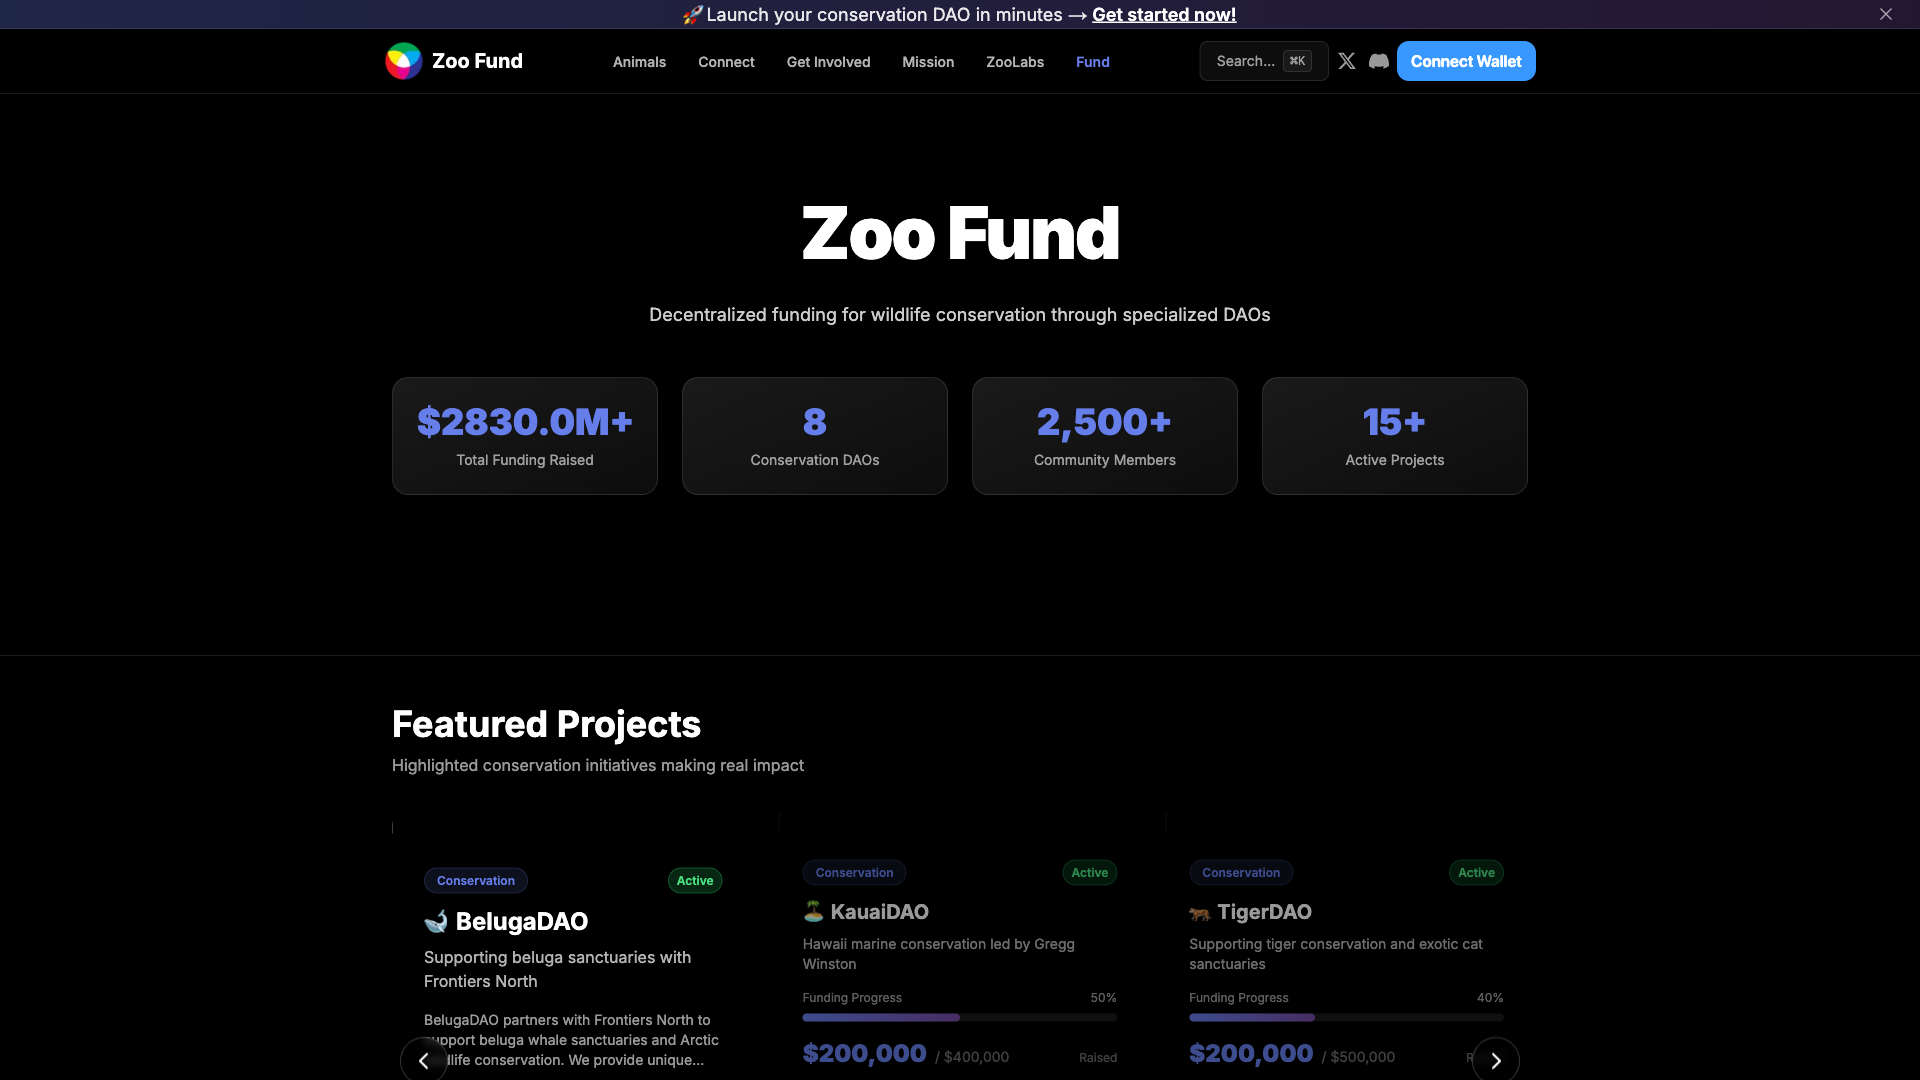 🚀 Launch your conservation DAO in minutes → Get started now!
Zoo Fund
Animals
Connect
Get Involved
Mission
ZooLabs
Fund
Search... ⌘K
Connect Wallet
Zoo Fund
Decentralized funding for wildlife conservation through specialized DAOs
$2830.0M+
Total Funding Raised
8
Conservation DAOs
2,500+
Community Members
15+
Active Projects
Featured Projects
Highlighted conservation initiatives making real impact
Conservation
Active
🐋 BelugaDAO
Supporting beluga sanctuaries with
Frontiers North
BelugaDAO partners with Frontiers North to
beluga whale sanctuaries and Arctic
conservation. We provide unique...
Conservation
Active
🏝️ KauaiDAO
Hawaii marine conservation led by Gregg
Winston
Funding Progress
50%
$200,000 / $400,000
Raised
Conservation
Active
🐅 TigerDAO
Supporting tiger conservation and exotic cat
sanctuaries
Funding Progress
40%
$200,000 / $500,000